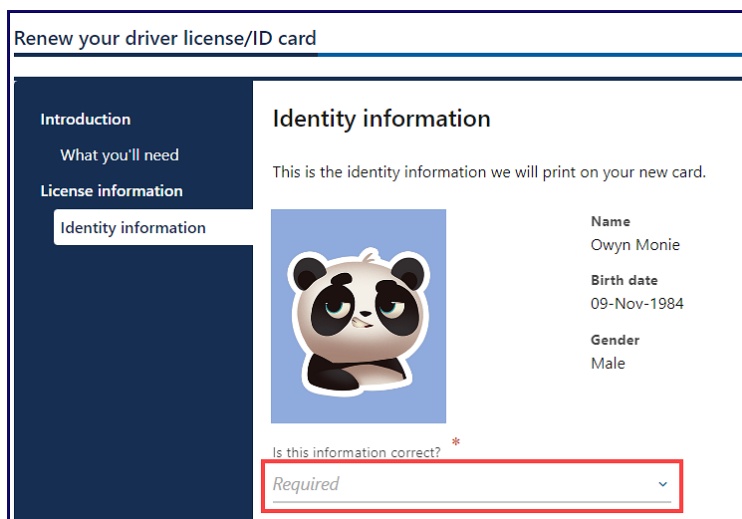 Renew your driver license/ID card
Introduction
What you'll need
License information
Identity information
Identity information
This is the identity information we will print on your new card.
Name
Owyn Monie
Birth date
09-Nov-1984
Gender
Male
Is this information correct? *
Required